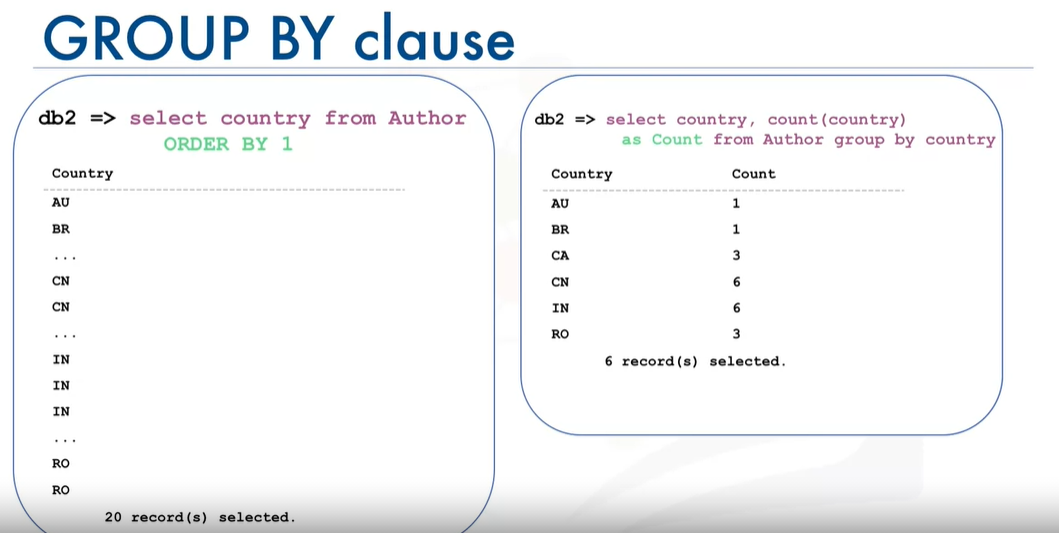 GROUP BY clause
db2 => select country from Author
ORDER BY 1
Country
AU
BR
...
CN
CN
...
IN
IN
IN
...
RO
RO
20 record(s) selected.
db2 => select country, count(country)
as Count from Author group by country
Country Count
AU 1
BR 1
CA 3
CN 6
IN 6
RO 3
6 record(s) selected.